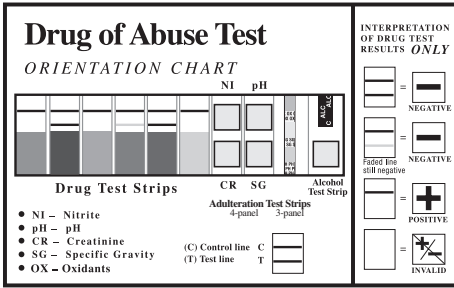 Drug of Abuse Test
ORIENTATION CHART
NI pH
ALC
C ALC
CR SG
Drug Test Strips
Alcohol
Test Strip
Adulteration Test Strips
4-panel 3-panel
• NI – Nitrite
• pH – pH
• CR – Creatinine
• SG – Specific Gravity
• OX – Oxidants
(C) Control line C
(T) Test line T
INTERPRETATION
OF DRUG TEST
RESULTS ONLY
=
NEGATIVE
=
NEGATIVE
Faded line
still negative
=
POSITIVE
=
INVALID